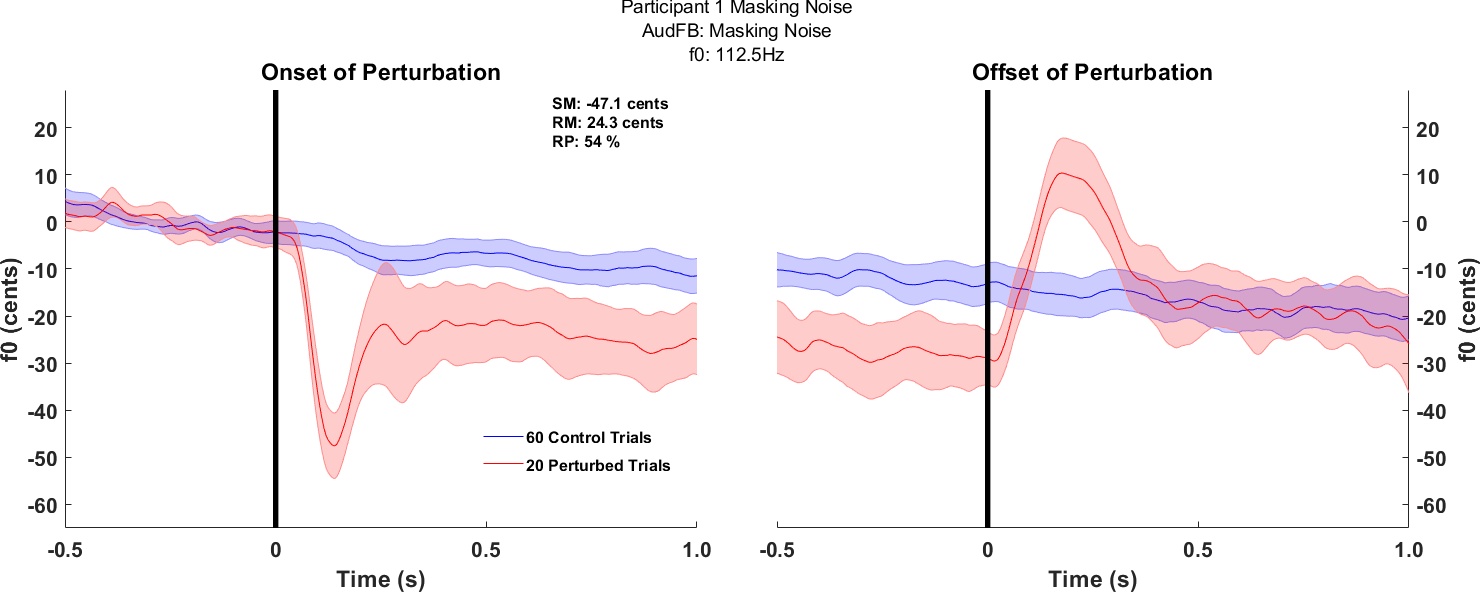 Participant 1 Masking Noise
AudFB: Masking Noise
f0: 112.5Hz
Onset of Perturbation
SM: -47.1 cents
RM: 24.3 cents
RP: 54 %
20
10
0
-10
-20
-30
-40
-50
-60
f0 (cents)
60 Control Trials
20 Perturbed Trials
-0.5
0
0.5
1.0
Time (s)
Offset of Perturbation
20
10
0
-10
-20
-30
-40
-50
-60
f0 (cents)
-0.5
0
0.5
1.0
Time (s)